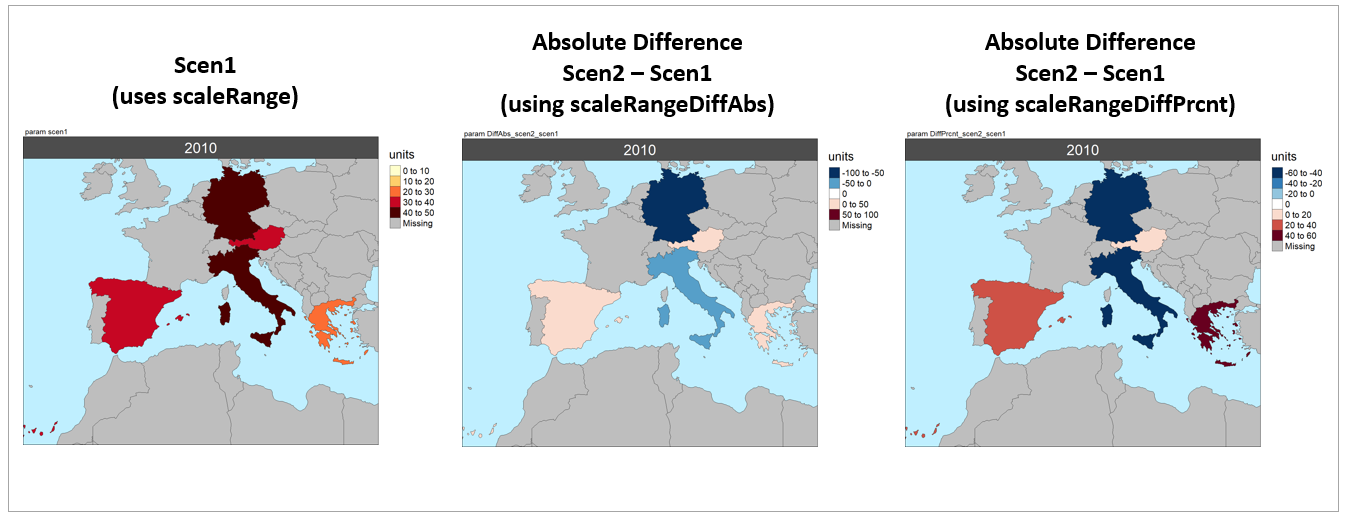 Scen1
(uses scaleRange)
param scen1
2010
units
0 to 10
10 to 20
20 to 30
30 to 40
40 to 50
Missing
Absolute Difference
Scen2 – Scen1
(using scaleRangeDiffAbs)
param DiffAbs_scen2_scen1
2010
units
-100 to -50
-50 to 0
0
0 to 50
50 to 100
Missing
Absolute Difference
Scen2 – Scen1
(using scaleRangeDiffPrcnt)
param DiffPrcnt_scen2_scen1
2010
units
-60 to -40
-40 to -20
-20 to 0
0
0 to 20
20 to 40
40 to 60
Missing